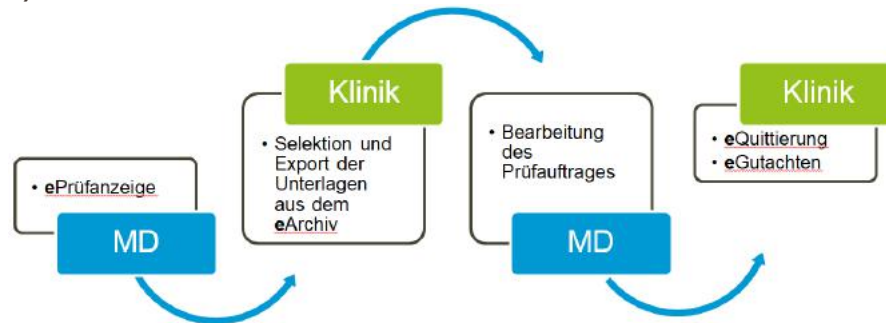 • ePrüfanzeige
MD
Klinik
• Selektion und
Export der
Unterlagen
aus dem
eArchiv
• Bearbeitung
des
Prüfauftrages
MD
Klinik
• eQuittierung
• eGutachten